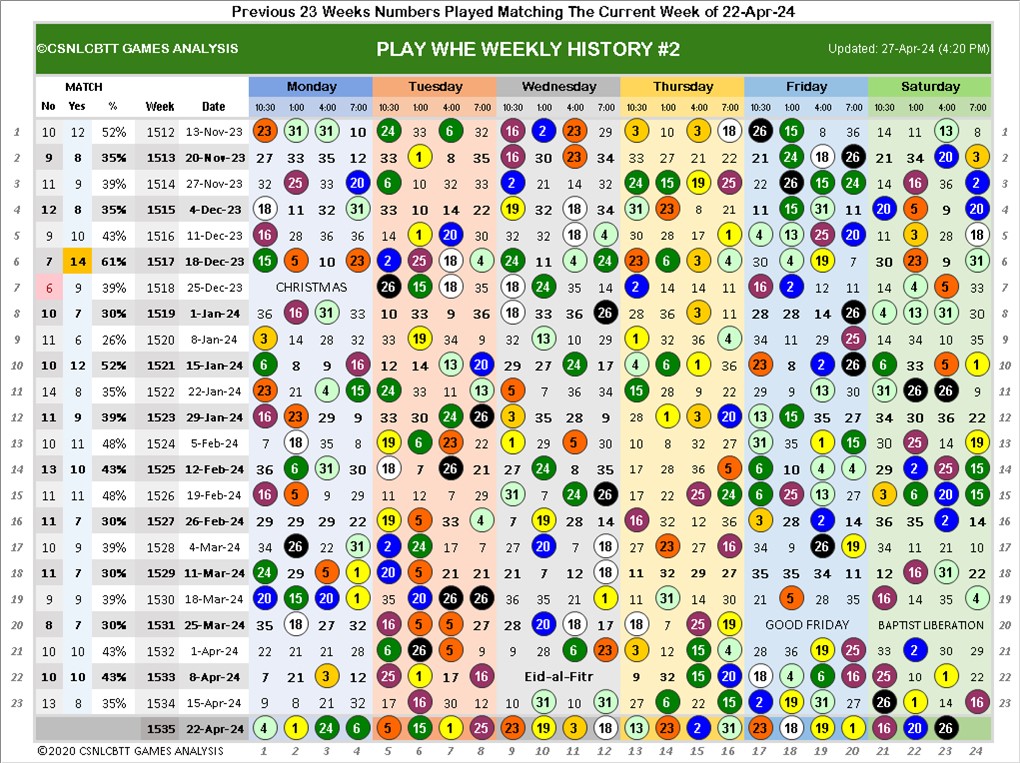 Previous 23 Weeks Numbers Played Matching The Current Week of 22-Apr-24
©CSNLCBTT GAMES ANALYSIS PLAY WHE WEEKLY HISTORY #2 Updated: 27-Apr-24 (4:20 PM)
MATCH Monday Tuesday Wednesday Thursday Friday Saturday
No Yes % Week Date 10:30 1:00 4:00 7:00 10:30 1:00 4:00 7:00 10:30 1:00 4:00 7:00 10:30 1:00 4:00 7:00 10:30 1:00 4:00 7:00 10:30 1:00 4:00 7:00
1 10 12 52% 1512 13-Nov-23 23 31 31 10 24 33 6 32 16 2 23 29 3 10 3 18 26 15 8 36 14 11 13 8 1
2 9 8 35% 1513 20-Nov-23 27 33 35 12 33 1 8 35 16 30 23 34 33 27 21 22 21 24 18 26 21 34 20 3 2
3 11 9 39% 1514 27-Nov-23 32 25 33 20 6 10 32 33 2 21 14 32 24 15 19 25 22 26 15 24 14 16 36 2 3
4 12 8 35% 1515 4-Dec-23 18 11 32 31 33 10 14 22 19 32 18 34 31 23 8 21 11 15 31 11 20 5 9 20 4
5 9 10 43% 1516 11-Dec-23 16 28 36 36 14 1 20 30 32 32 18 4 30 28 17 1 4 13 25 20 11 3 28 18 5
6 7 14 61% 1517 18-Dec-23 15 5 10 23 2 25 18 4 24 11 4 24 23 6 3 4 30 4 19 7 30 23 9 31 6
7 6 9 39% 1518 25-Dec-23 CHRISTMAS 26 15 18 35 18 24 35 14 2 14 14 11 16 2 12 11 14 4 5 8 7
8 10 7 30% 1519 1-Jan-24 36 16 31 33 10 33 9 36 18 33 36 26 28 36 3 11 28 28 14 26 4 13 31 8 8
9 11 6 26% 1520 8-Jan-24 3 14 28 32 33 19 34 9 32 13 10 29 1 32 36 4 34 11 29 25 14 34 10 35 9
10 10 12 52% 1521 15-Jan-24 6 8 9 16 12 14 13 20 29 27 24 17 4 6 1 36 23 9 2 26 6 33 5 1 10
11 14 8 35% 1522 22-Jan-24 23 21 4 15 24 33 11 13 5 7 36 34 15 28 9 22 29 9 13 30 31 26 26 9 11
12 11 9 39% 1523 29-Jan-24 16 23 29 9 33 30 24 26 3 35 28 9 28 1 3 20 13 15 35 27 34 30 36 22 12
13 10 11 48% 1524 5-Feb-24 7 18 35 8 19 6 23 22 1 29 5 30 10 8 32 27 31 35 1 15 30 25 14 19 13
14 13 10 43% 1525 12-Feb-24 36 6 31 30 18 7 26 21 27 24 8 35 17 28 36 5 6 10 4 4 29 2 25 15 14
15 11 11 48% 1526 19-Feb-24 16 5 9 29 11 12 7 29 31 7 24 26 17 22 25 24 6 25 13 27 3 6 20 15 15
16 11 7 30% 1527 26-Feb-24 29 29 29 22 19 5 33 4 7 19 28 14 16 32 12 36 3 28 2 14 36 35 2 14 16
17 10 9 39% 1528 4-Mar-24 34 26 22 31 2 24 17 7 27 20 7 18 27 23 27 16 34 9 26 19 34 11 21 10 17
18 11 7 30% 1529 11-Mar-24 24 29 5 1 20 5 21 21 21 7 12 18 11 32 29 27 35 35 34 11 12 16 31 22 18
19 9 9 39% 1530 18-Mar-24 20 15 20 1 35 20 26 26 36 35 21 1 11 31 14 30 21 5 28 35 16 14 35 4 19
20 8 7 30% 1531 25-Mar-24 35 18 27 32 16 5 5 27 28 20 18 17 18 7 25 19 GOOD FRIDAY BAPTIST LIBERATION 20
21 10 10 43% 1532 1-Apr-24 22 21 21 28 6 26 5 9 9 28 6 23 3 12 15 4 28 36 19 25 33 2 30 29 21
22 10 10 43% 1533 8-Apr-24 7 21 3 12 25 1 17 16 Eid-al-Fitr 9 32 15 20 18 4 6 16 25 10 1 22 22
23 13 8 35% 1534 15-Apr-24 9 8 21 32 17 16 30 12 10 31 10 31 27 6 22 15 2 19 31 27 26 1 14 16 23
1535 22-Apr-24 4 1 24 6 5 15 1 25 23 19 3 18 13 6 2 31 23 18 19 1 16 20 26
©2020 CSNLCBTT GAMES ANALYSIS 1 2 3 4 5 6 7 8 9 10 11 12 13 14 15 16 17 18 19 20 21 22 23 24